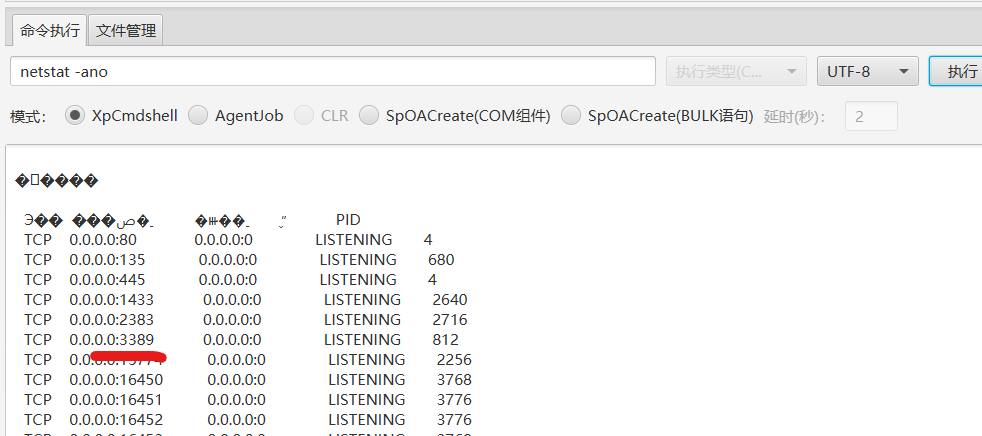 命令执行 文件管理
netstat -ano 执行类型(C... UTF-8 执行
模式: XpCmdshell AgentJob CLR SpOACreate(COM组件) SpOACreate(BULK语句) 延时(秒): 2
PID
TCP 0.0.0.0:80 0.0.0.0:0 LISTENING 4
TCP 0.0.0.0:135 0.0.0.0:0 LISTENING 680
TCP 0.0.0.0:445 0.0.0.0:0 LISTENING 4
TCP 0.0.0.0:1433 0.0.0.0:0 LISTENING 2640
TCP 0.0.0.0:2383 0.0.0.0:0 LISTENING 2716
TCP 0.0.0.0:3389 0.0.0.0:0 LISTENING 812
TCP 0.0.0.0:0 LISTENING 2256
TCP 0.0.0.0:16450 0.0.0.0:0 LISTENING 3768
TCP 0.0.0.0:16451 0.0.0.0:0 LISTENING 3776
TCP 0.0.0.0:16452 0.0.0.0:0 LISTENING 3776